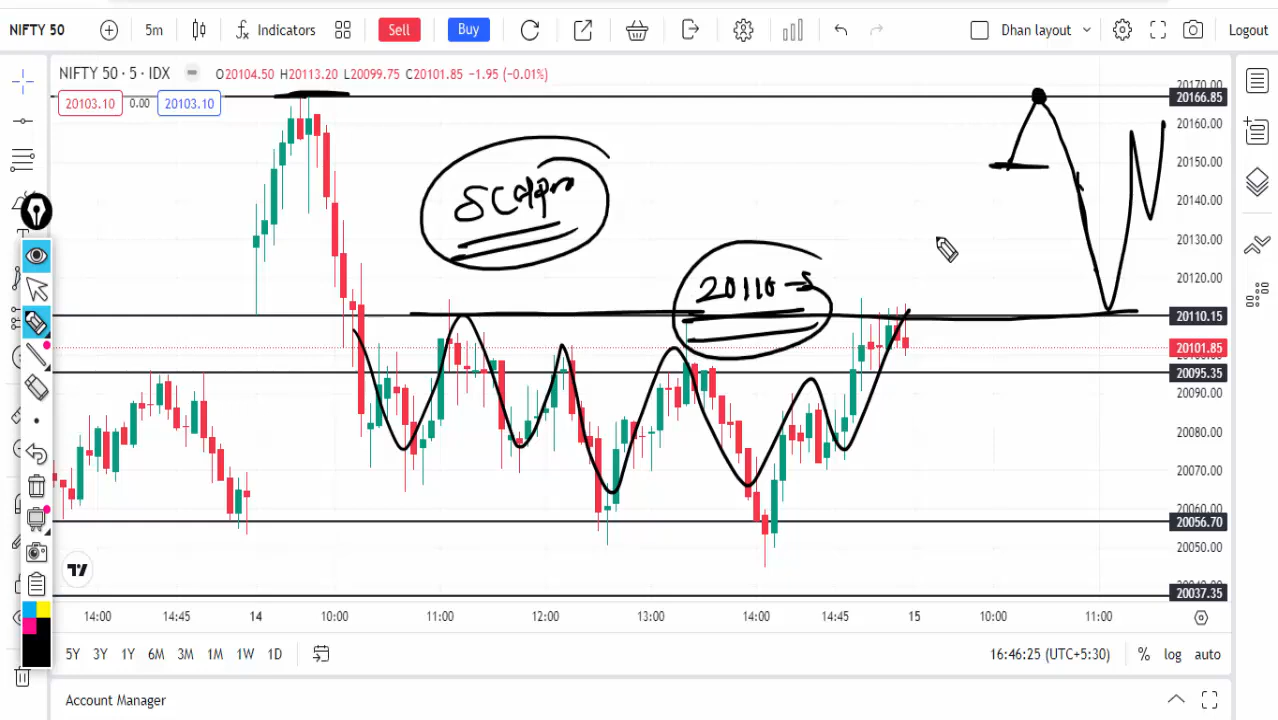 NIFTY 50 5m Indicators Sell Buy Dhan layout Logout
NIFTY 50 · 5 · IDX O20104.50 H20113.20 L20099.75 C20101.85 −1.95 (−0.01%)
20103.10 0.00 20103.10
20170.00
20166.85
20160.00
20150.00
20140.00
20130.00
20120.00
20110.15
20101.85
20095.35
20090.00
20080.00
20070.00
20060.00
20056.70
20050.00
20037.35
20110 → S
14:00 14:45 14 10:00 11:00 12:00 13:00 14:00 14:45 15 10:00 11:00
5Y 3Y 1Y 6M 3M 1M 1W 1D 16:46:25 (UTC+5:30) % log auto
Account Manager